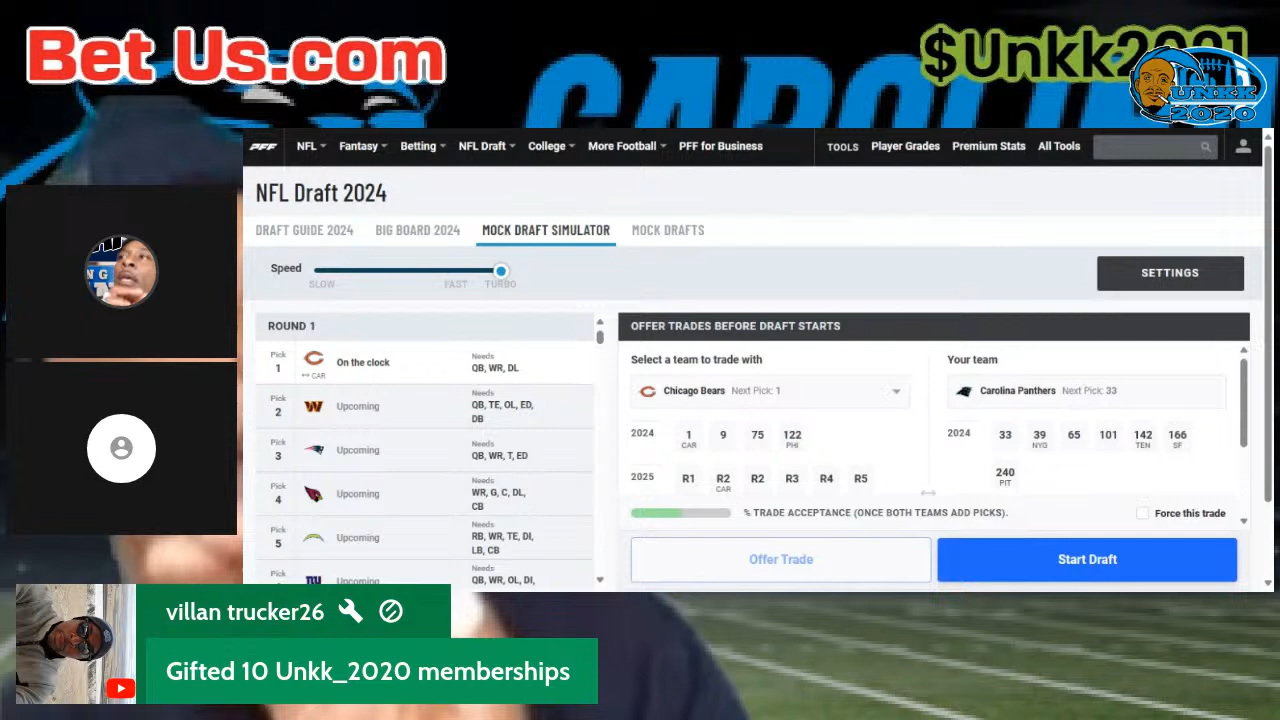 Bet Us.com
$Unkk2021
UNKK
2020
CAROLI
PFF
NFL
Fantasy
Betting
NFL Draft
College
More Football
PFF for Business
TOOLS
Player Grades
Premium Stats
All Tools
NFL Draft 2024
DRAFT GUIDE 2024
BIG BOARD 2024
MOCK DRAFT SIMULATOR
MOCK DRAFTS
Speed
SLOW
FAST
TURBO
SETTINGS
ROUND 1
Pick
1
CAR
On the clock
Needs
QB, WR, DL
Pick
2
Upcoming
Needs
QB, TE, OL, ED,
DB
Pick
3
Upcoming
Needs
QB, WR, T, ED
Pick
4
Upcoming
Needs
WR, G, C, DL,
CB
Pick
5
Upcoming
Needs
RB, WR, TE, DI,
LB, CB
Pick
ny
Upcoming
Needs
QB, WR, OL, DI,
OFFER TRADES BEFORE DRAFT STARTS
Select a team to trade with
Chicago Bears Next Pick: 1
2024
1
CAR
9
75
122
PHI
2025
R1
R2
CAR
R2
R3
R4
R5
Your team
Carolina Panthers Next Pick: 33
2024
33
39
NYG
65
101
142
TEN
166
SF
240
PIT
% TRADE ACCEPTANCE (ONCE BOTH TEAMS ADD PICKS).
Force this trade
Offer Trade
Start Draft
villan trucker26
Gifted 10 Unkk_2020 memberships